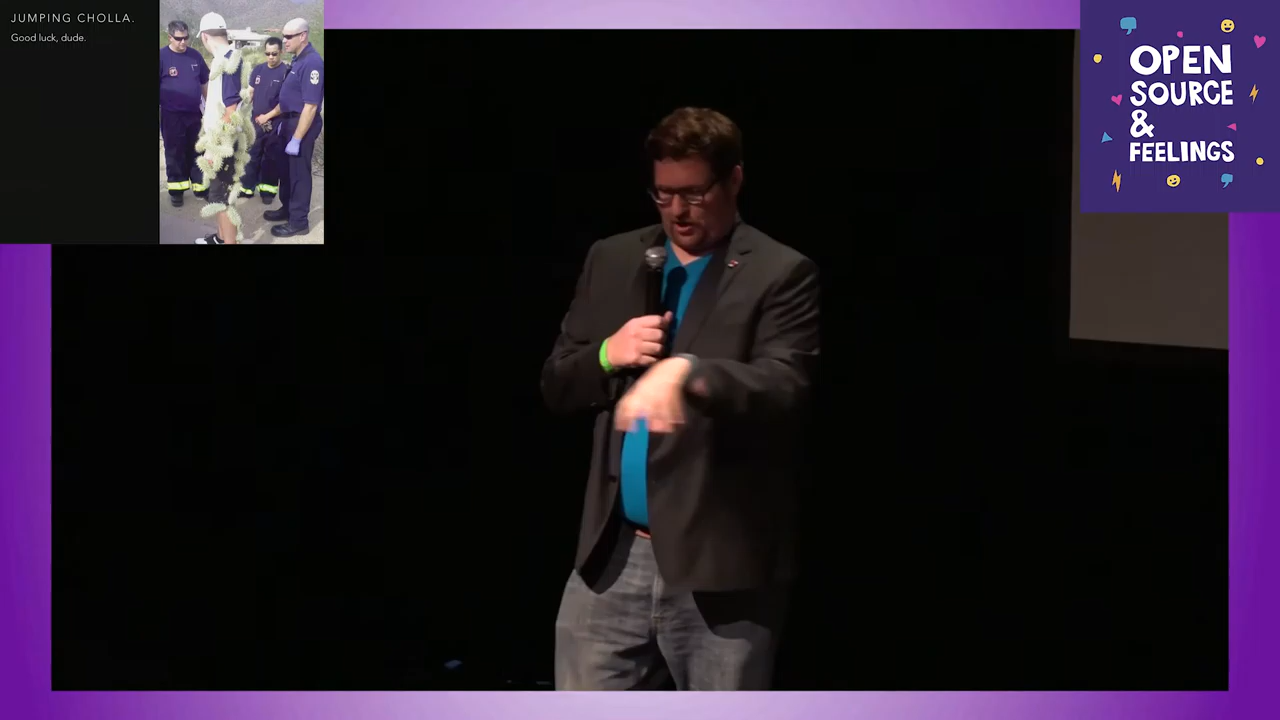 JUMPING CHOLLA.
Good luck, dude.
OPEN
SOURCE
&
FEELINGS